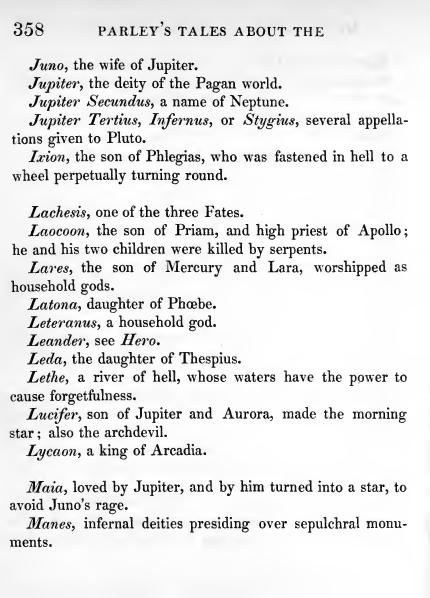 358 PARLEY'S TALES ABOUT THE
Juno, the wife of Jupiter.
Jupiter, the deity of the Pagan world.
Jupiter Secundus, a name of Neptune.
Jupiter Tertius, Infernus, or Stygius, several appella-
tions given to Pluto.
Ixion, the son of Phlegias, who was fastened in hell to a
wheel perpetually turning round.
Lachesis, one of the three Fates.
Laocoon, the son of Priam, and high priest of Apollo;
he and his two children were killed by serpents.
Lares, the son of Mercury and Lara, worshipped as
household gods.
Latona, daughter of Phœbe.
Leteranus, a household god.
Leander, see Hero.
Leda, the daughter of Thespius.
Lethe, a river of hell, whose waters have the power to
cause forgetfulness.
Lucifer, son of Jupiter and Aurora, made the morning
star; also the archdevil.
Lycaon, a king of Arcadia.
Maia, loved by Jupiter, and by him turned into a star, to
avoid Juno's rage.
Manes, infernal deities presiding over sepulchral monu-
ments.